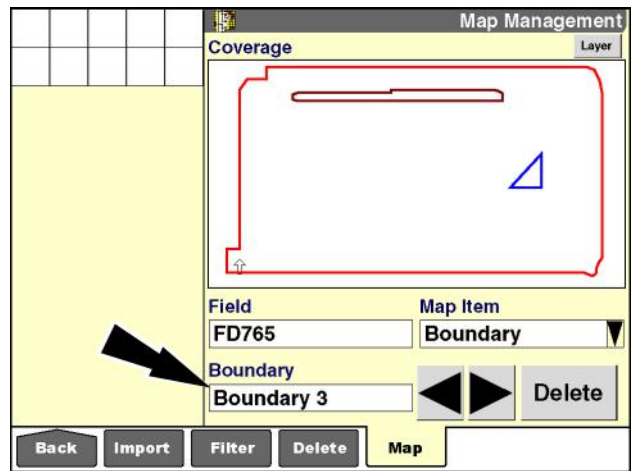 Map Management
Coverage
Layer
Field
Map Item
FD765
Boundary
Boundary
Boundary 3
Delete
Back
Import
Filter
Delete
Map